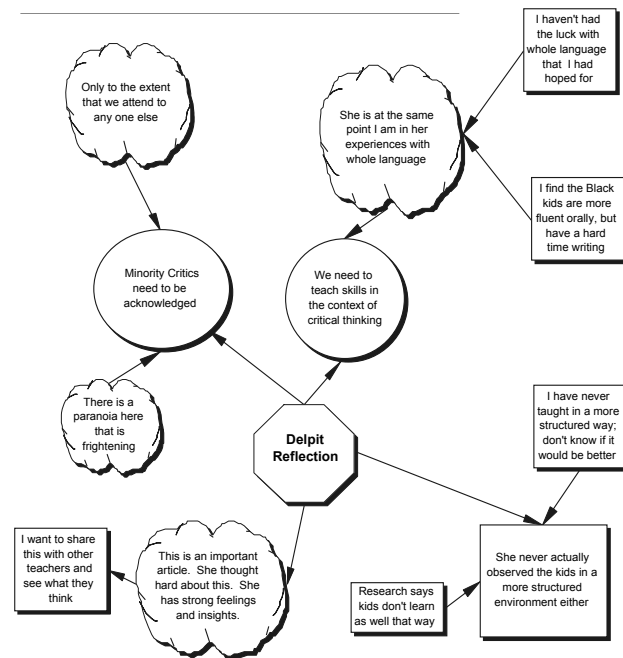 I haven't had
the luck with
whole language
that I had
hoped for
Only to the extent
that we attend to
any one else
She is at the same
point I am in her
experiences with
whole language
I find the Black
kids are more
fluent orally, but
have a hard
time writing
Minority Critics
need to be
acknowledged
We need to
teach skills in
the context of
critical thinking
There is a
paranoia here
that is
frightening
Delpit
Reflection
I have never
taught in a more
structured way;
don't know if it
would be better
I want to share
this with other
teachers and
see what they
think
This is an important
article. She thought
hard about this. She
has strong feelings
and insights.
Research says
kids don't learn
as well that way
She never actually
observed the kids in a
more structured
environment either